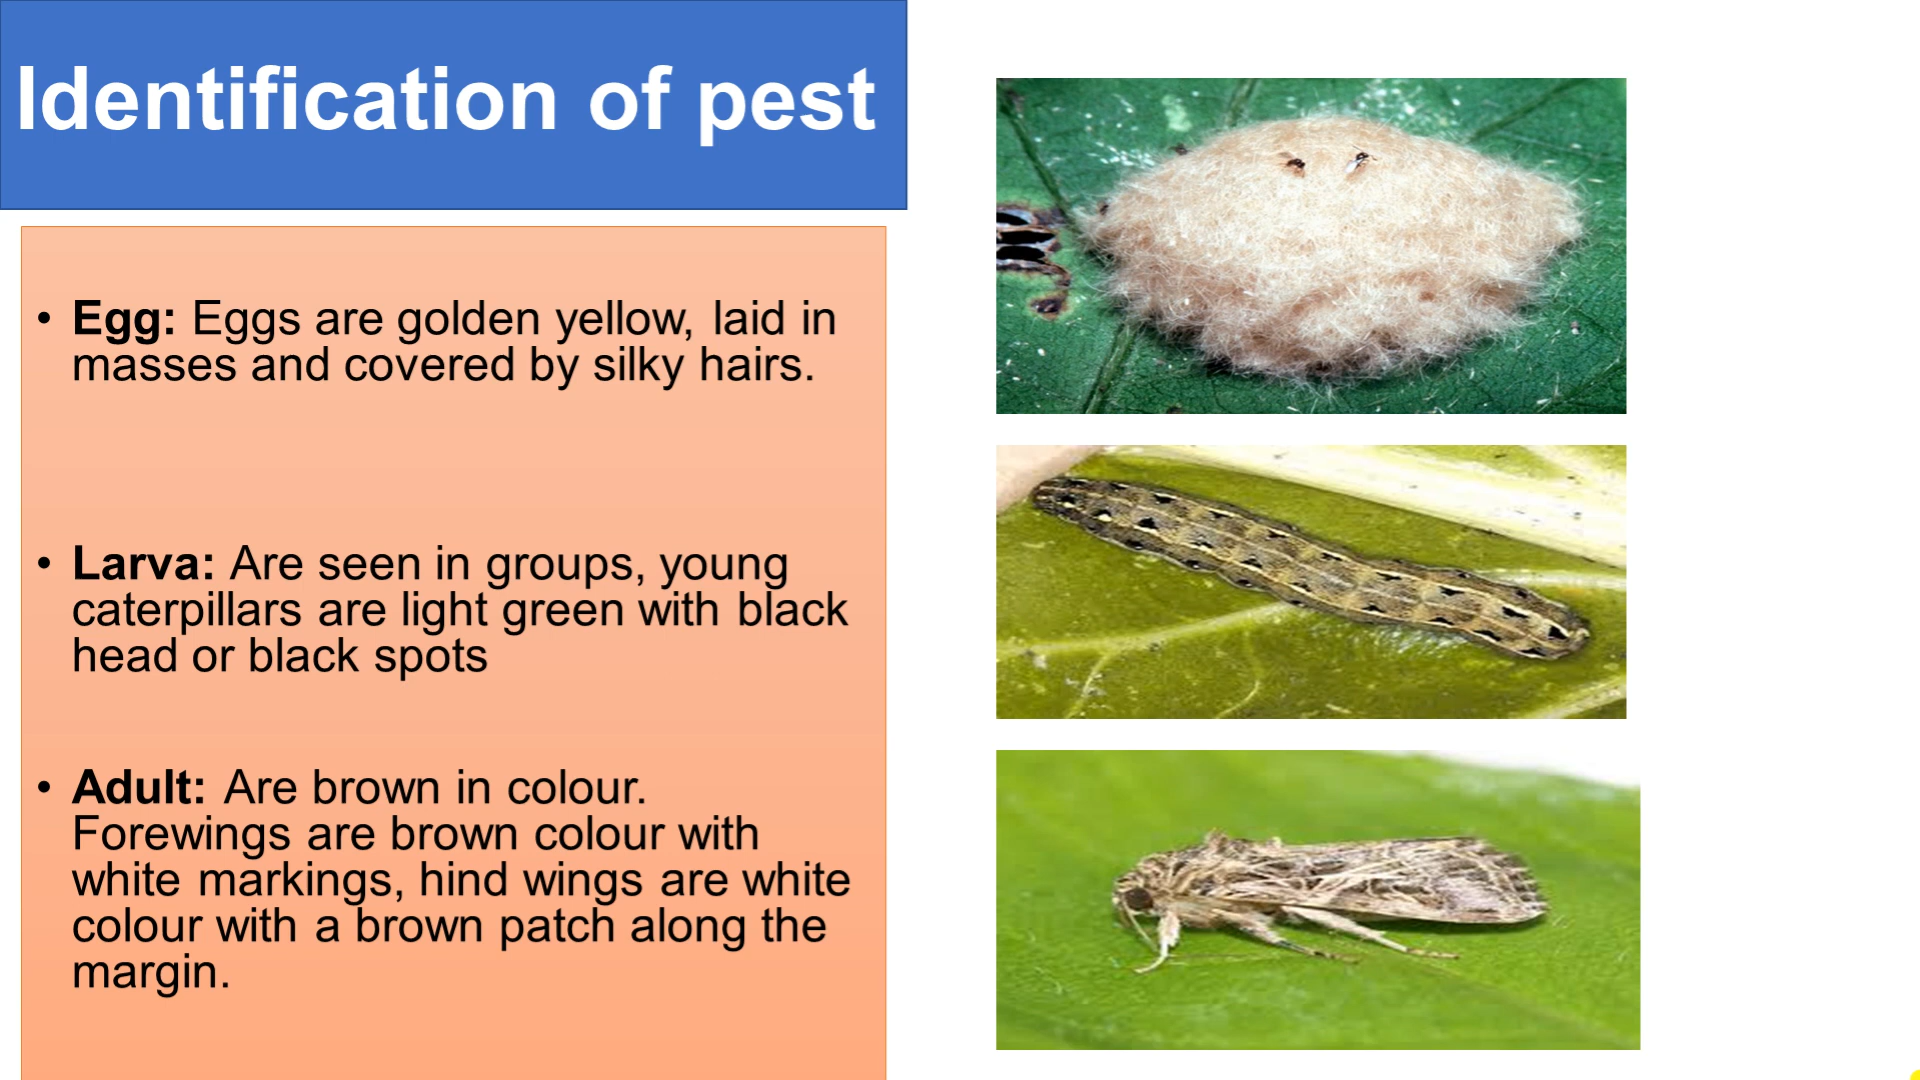 Identification of pest
• Egg: Eggs are golden yellow, laid in
masses and covered by silky hairs.
• Larva: Are seen in groups, young
caterpillars are light green with black
head or black spots
• Adult: Are brown in colour.
Forewings are brown colour with
white markings, hind wings are white
colour with a brown patch along the
margin.